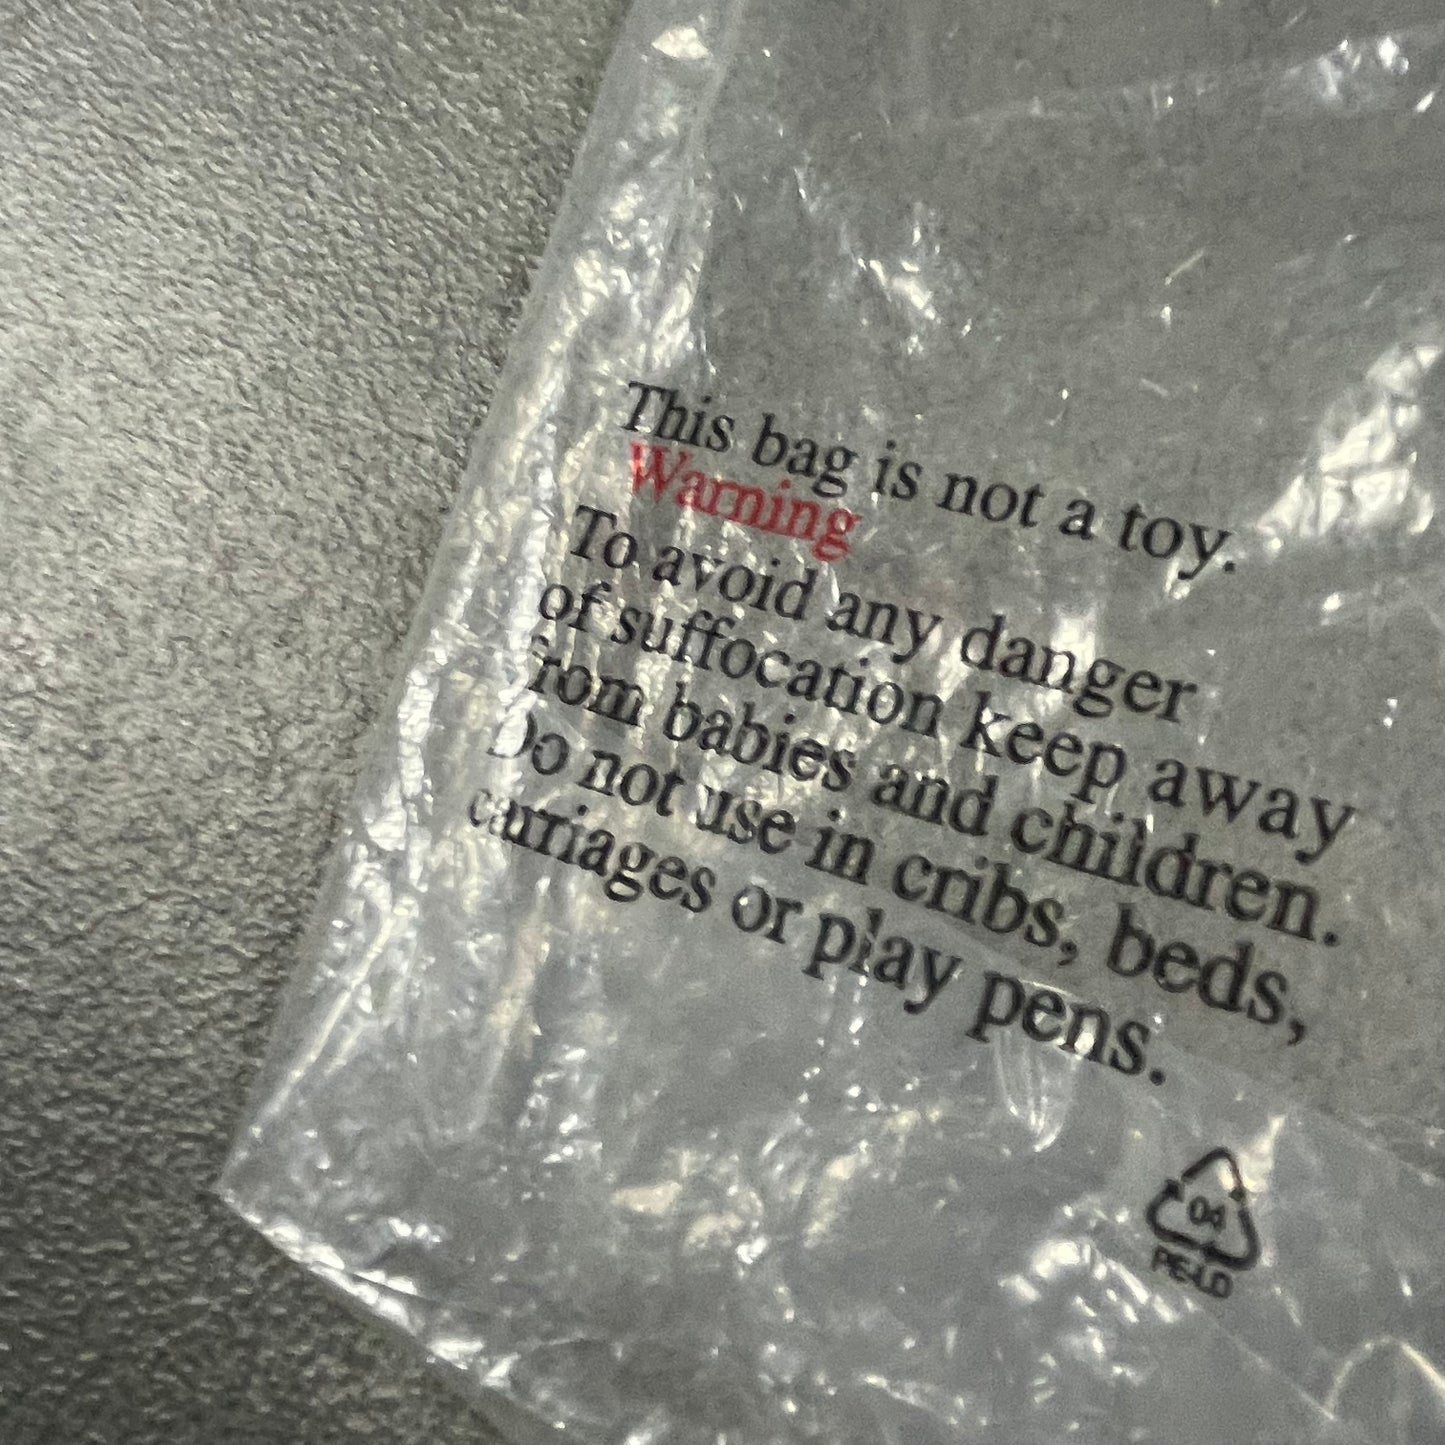 This bag is not a toy.
Warning
To avoid any danger
of suffocation keep away
from babies and children.
Do not use in cribs, beds,
carriages or play pens.
04
PE-LD